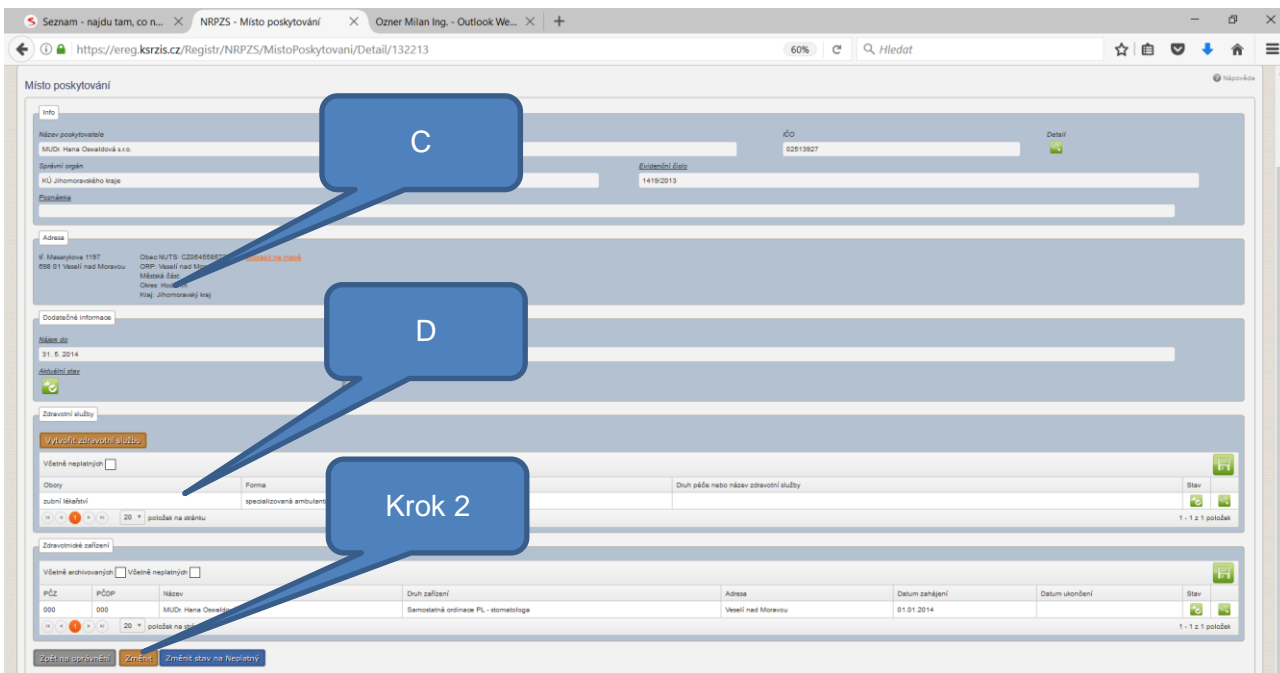 Seznam - najdu tam, co n...
NRPZS - Místo poskytování
Ozner Milan Ing. - Outlook We...
https://ereg.ksrzis.cz/Registr/NRPZS/MistoPoskytovani/Detail/132213
60%
Hledat
Místo poskytování
Nápověda
Info
Název poskytovatele
IČO
Detail
MUDr. Hana Oswaldová s.r.o.
02513927
Správní orgán
Evidenční číslo
KÚ Jihomoravského kraje
1419/2013
Poznámka
C
Adresa
tř. Masarykova 1197
698 01 Veselí nad Moravou
Obec NUTS:
ORP: Veselí nad
Městská část
Okres:
Kraj: Jihomoravský kraj
na mapě
Dodatečné informace
D
Nájem do
31. 5. 2014
Aktuální stav
Zdravotní služby
Vytvořit zdravotní službu
Včetně neplatných
Obory
Forma
Druh péče nebo název zdravotní služby
Stav
zubní lékařství
specializovaná
20 položek na stránku
1 - 1 z 1 položek
Krok 2
Zdravotnické zařízení
Včetně archivovaných Včetně neplatných
PČZ
PČDP
Název
Druh zařízení
Adresa
Datum zahájení
Datum ukončení
Stav
000
000
MUDr. Hana
Samostatná ordinace PL - stomatologa
Veselí nad Moravou
01.01.2014
20 položek na
1 - 1 z 1 položek
Zpět na oprávnění
Změnit
Změnit stav na Neplatný